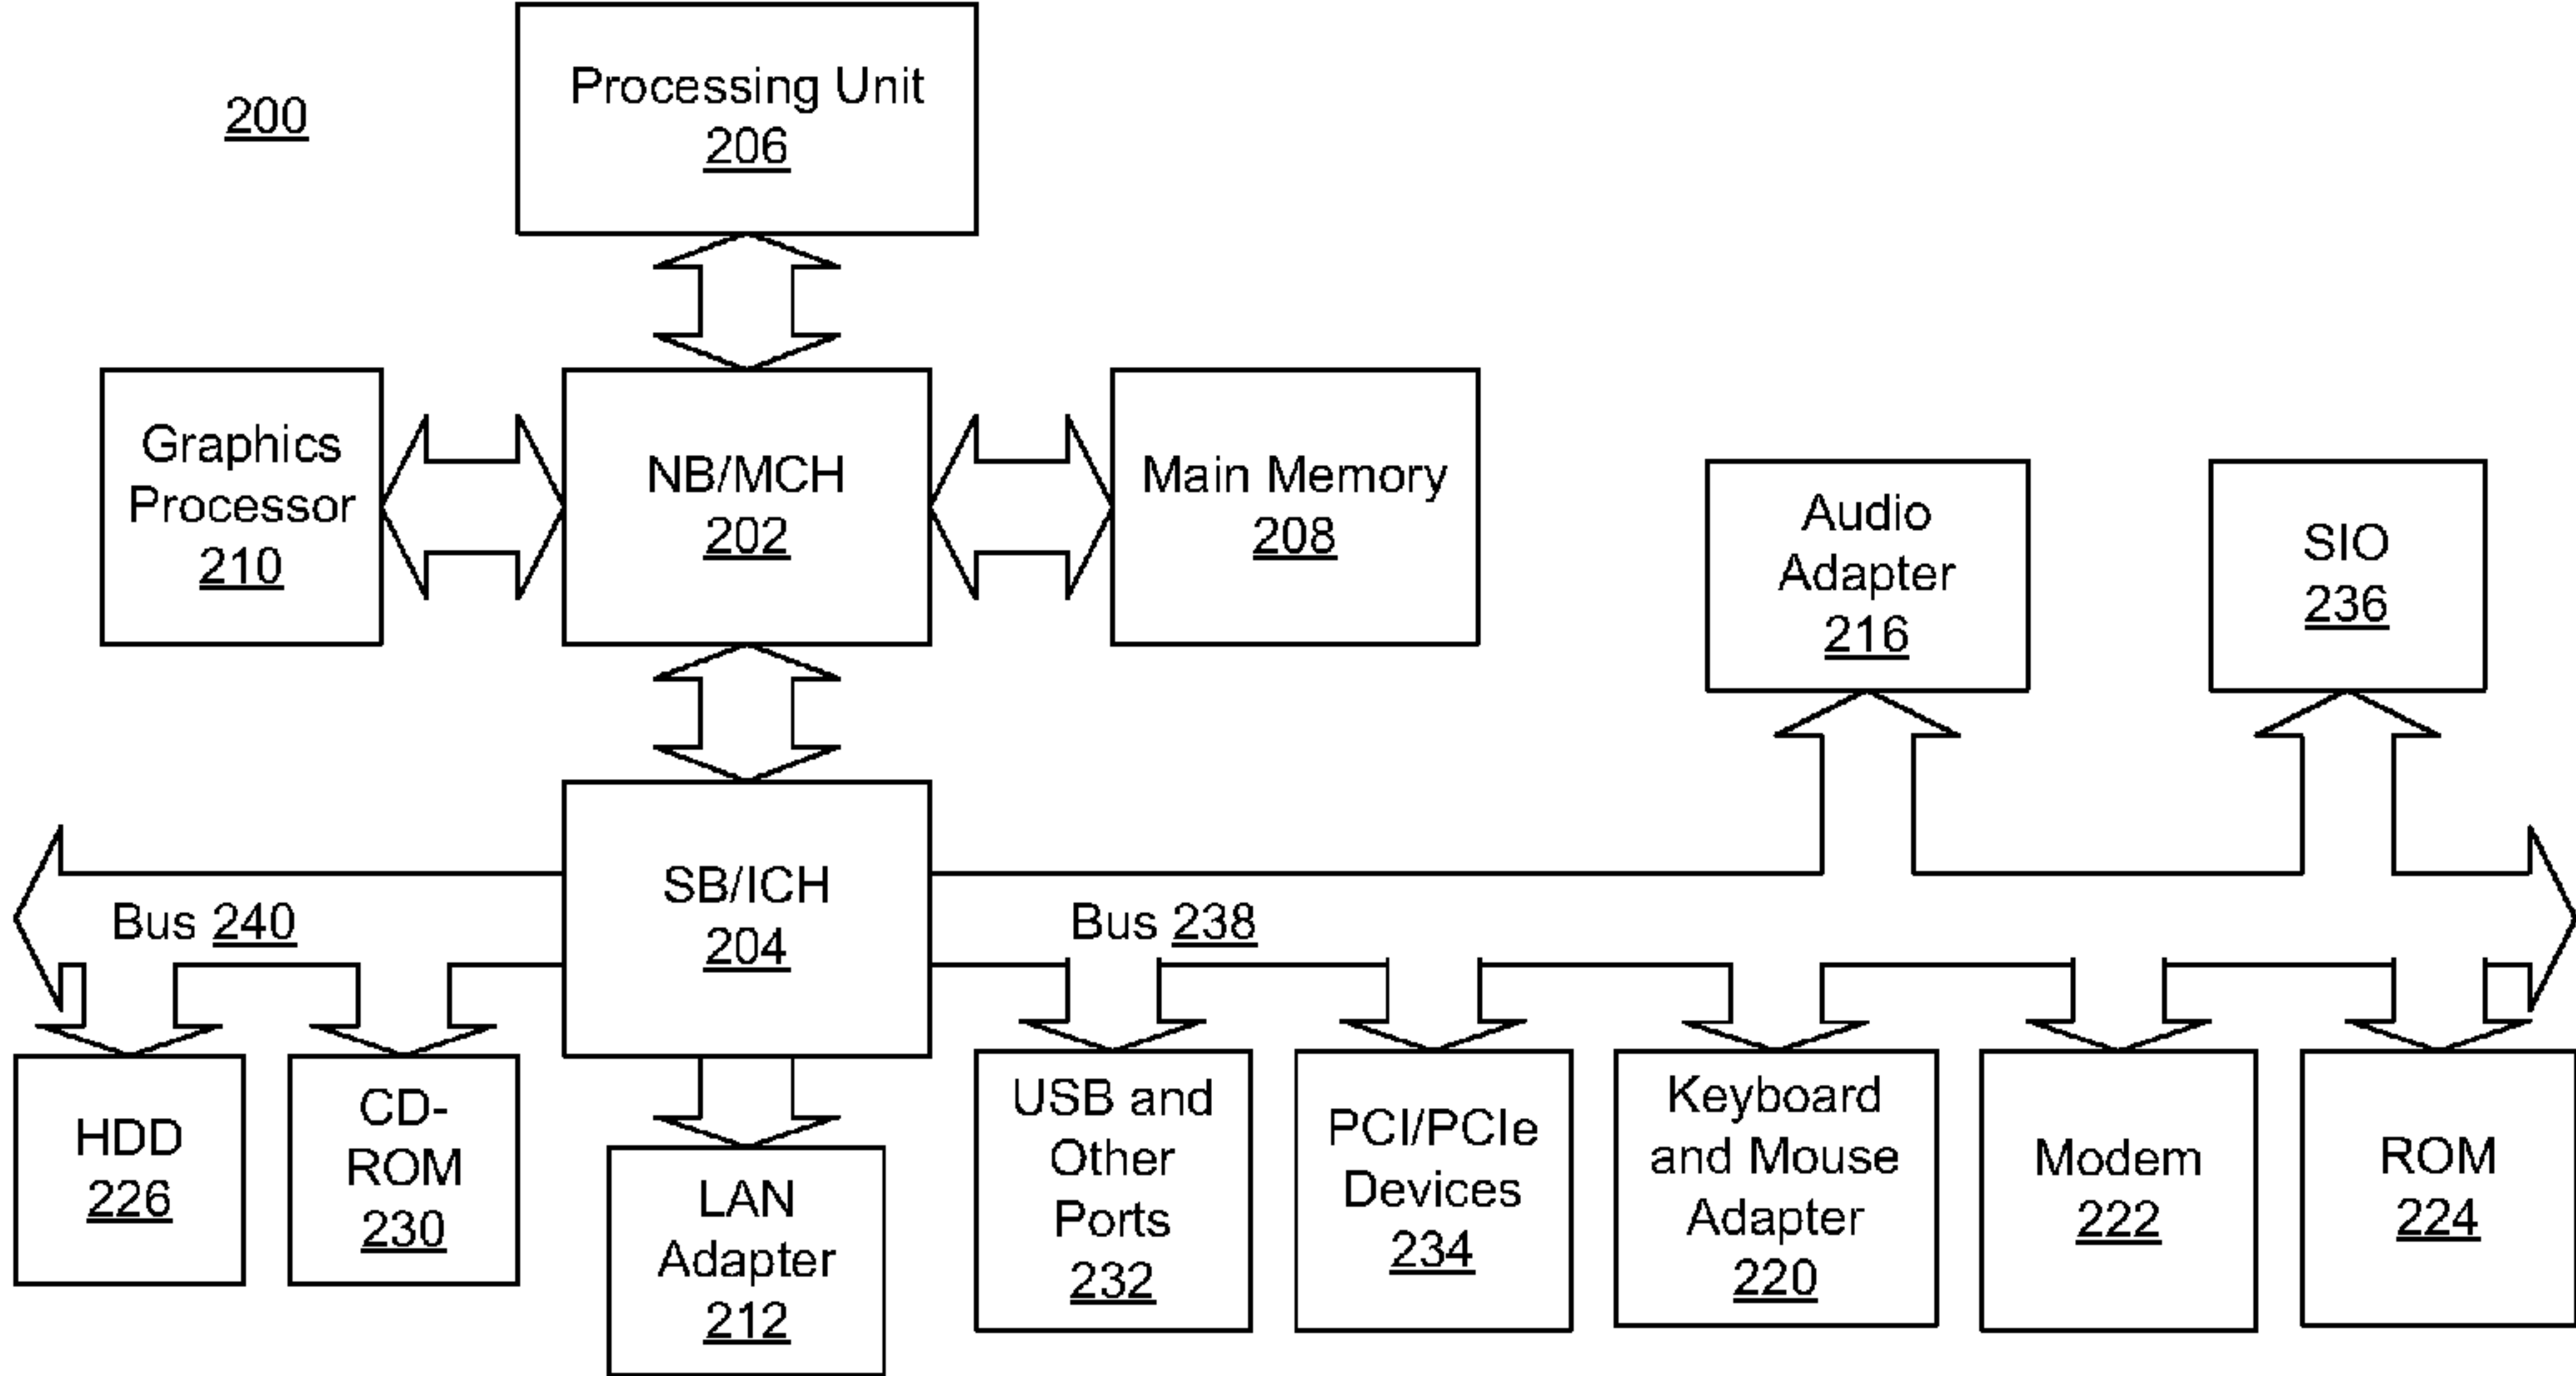 200
Processing Unit
206
Graphics
Processor
210
NB/MCH
202
Main Memory
208
Audio
Adapter
216
SIO
236
SB/ICH
204
Bus 240
Bus 238
HDD
226
CD-
ROM
230
LAN
Adapter
212
USB and
Other
Ports
232
PCI/PCIe
Devices
234
Keyboard
and Mouse
Adapter
220
Modem
222
ROM
224